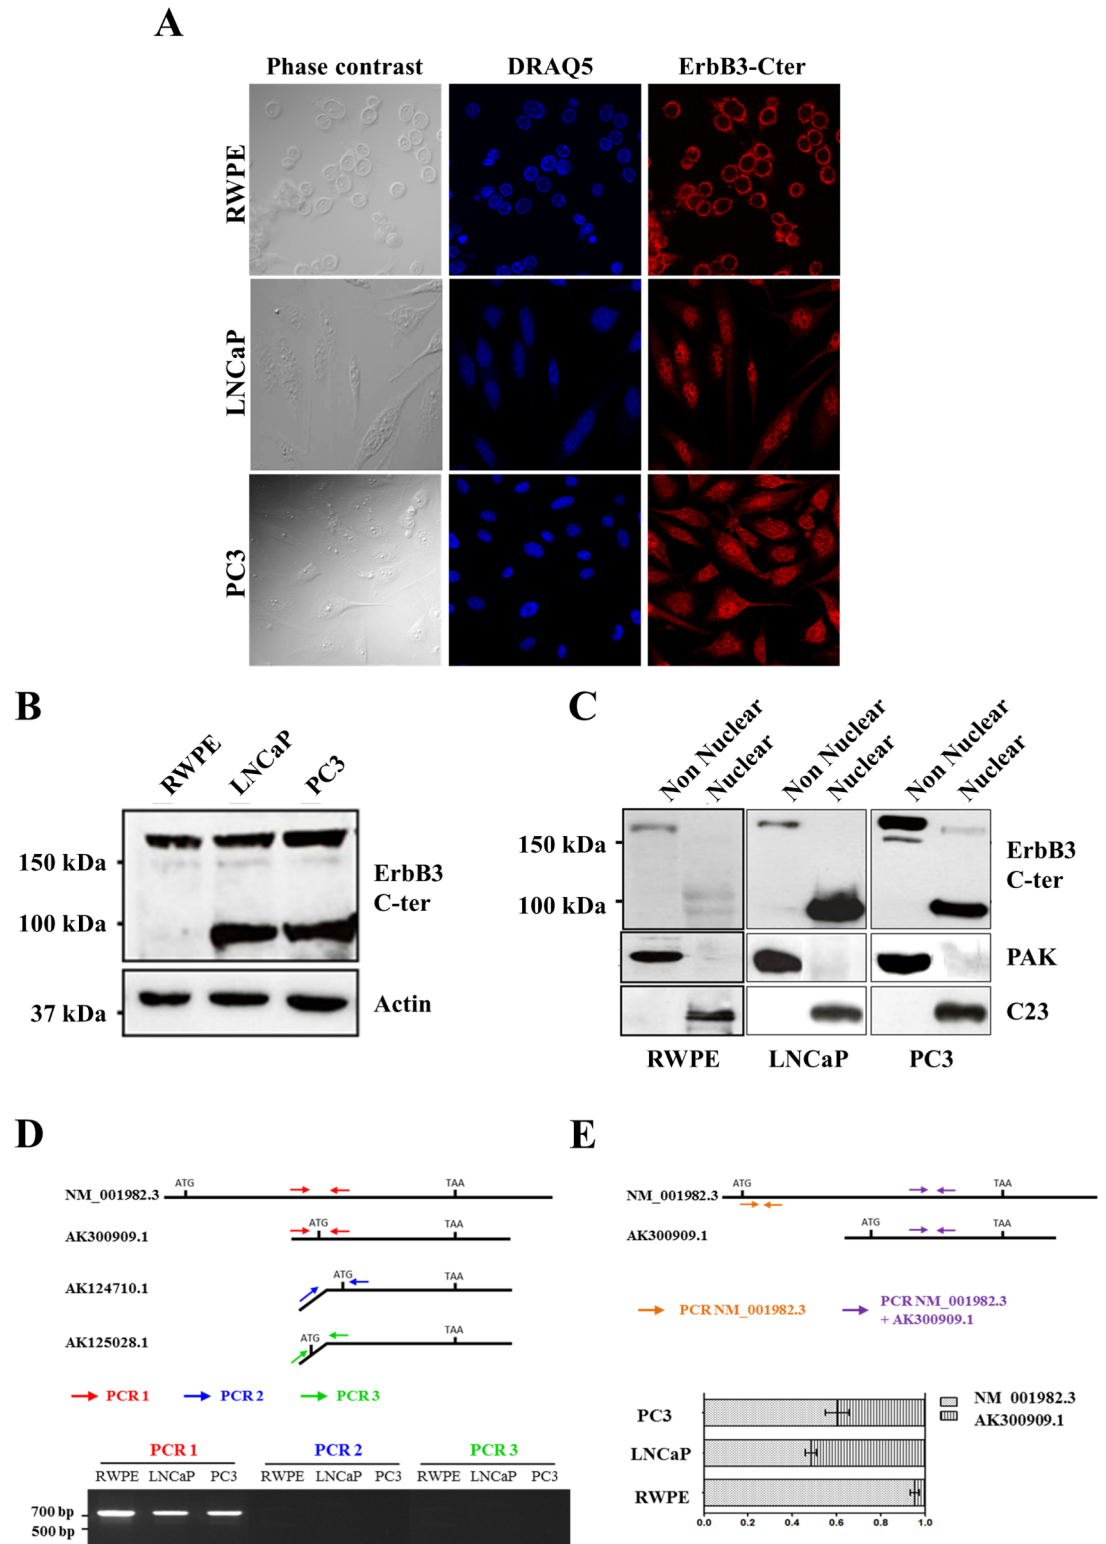 A
Phase contrast DRAQ5 ErbB3-Cter
RWPE
LNCaP
PC3
B
RWPE LNCaP PC3
150 kDa
100 kDa
ErbB3
C-ter
37 kDa
Actin
C
Non Nuclear Nuclear Non Nuclear Nuclear Non Nuclear Nuclear
150 kDa
100 kDa
ErbB3
C-ter
PAK
C23
RWPE LNCaP PC3
D
ATG TAA
NM_001982.3
ATG TAA
AK300909.1
ATG TAA
AK124710.1
ATG TAA
AK125028.1
PCR 1 PCR 2 PCR 3
PCR 1 PCR 2 PCR 3
RWPE LNCaP PC3 RWPE LNCaP PC3 RWPE LNCaP PC3
700 bp
500 bp
E
ATG TAA
NM_001982.3
ATG TAA
AK300909.1
PCR NM_001982.3
PCR NM_001982.3
+ AK300909.1
NM 001982.3
AK300909.1
PC3
LNCaP
RWPE
0.0 0.2 0.4 0.6 0.8 1.0